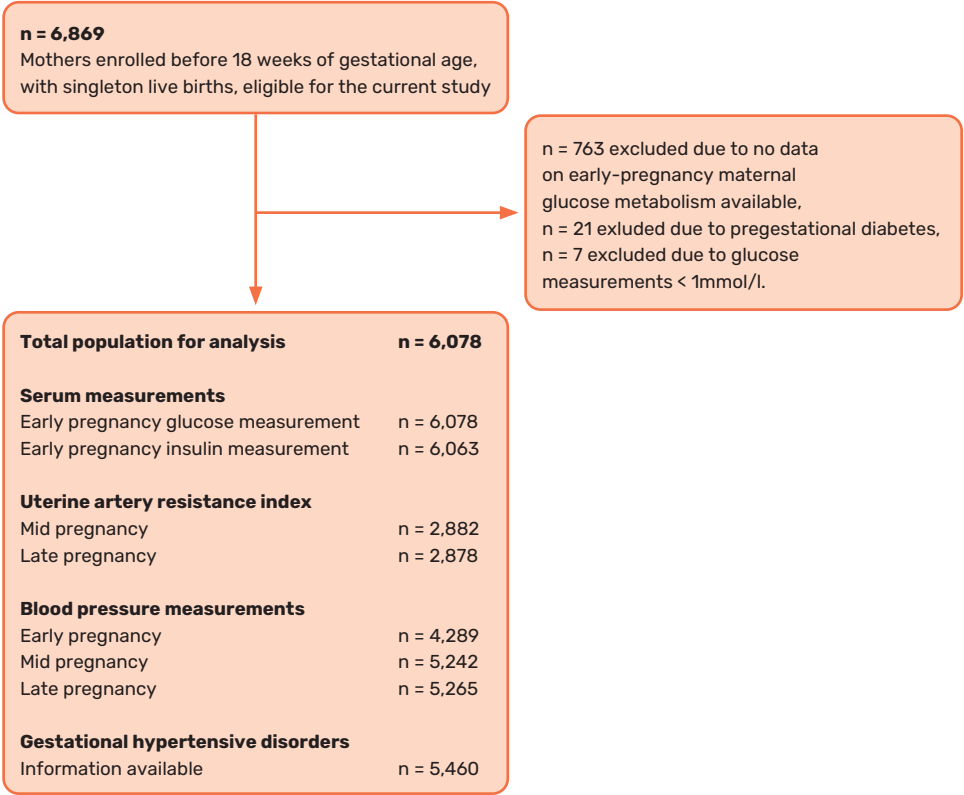 n = 6,869
Mothers enrolled before 18 weeks of gestational age,
with singleton live births, eligible for the current study
n = 763 excluded due to no data
on early-pregnancy maternal
glucose metabolism available,
n = 21 exluded due to pregestational diabetes,
n = 7 excluded due to glucose
measurements < 1mmol/l.
Total population for analysis n = 6,078
Serum measurements
Early pregnancy glucose measurement n = 6,078
Early pregnancy insulin measurement n = 6,063
Uterine artery resistance index
Mid pregnancy n = 2,882
Late pregnancy n = 2,878
Blood pressure measurements
Early pregnancy n = 4,289
Mid pregnancy n = 5,242
Late pregnancy n = 5,265
Gestational hypertensive disorders
Information available n = 5,460